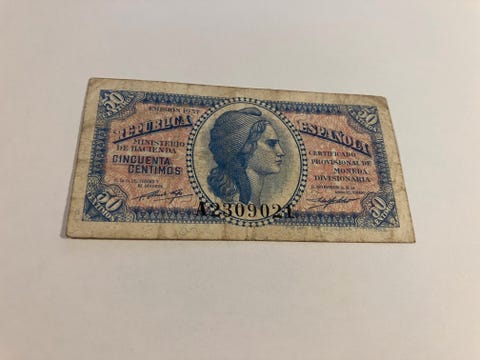 50 EMISION 1937 50
REPUBLICA ESPAÑOLA
MINISTERIO
DE HACIENDA
CINCUENTA
CENTIMOS
CERTIFICADO
PROVISIONAL DE
MONEDA
DIVISIONARIA
A2309021
50 50